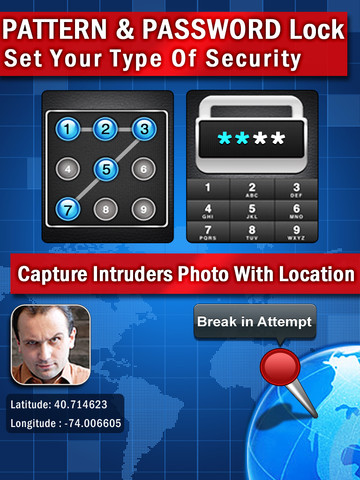 PATTERN & PASSWORD Lock
Set Your Type Of Security
1 2 3
4 5 6
7 8 9
****
1 2 3
ABC DEF
4 5 6
GHI JKL MNO
7 8 9
PQRS TUV WXYZ
Capture Intruders Photo With Location
Break in Attempt
Latitude: 40.714623
Longitude : -74.006605